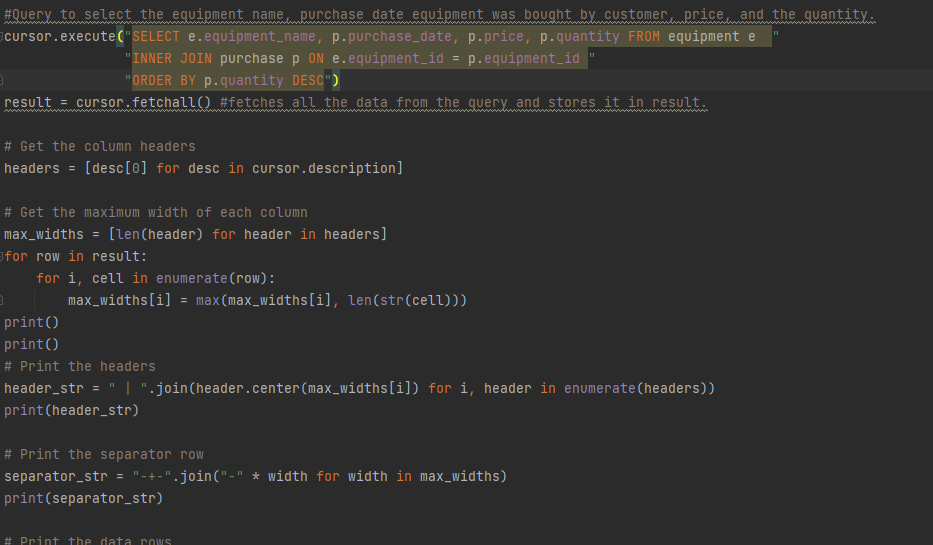 #Query to select the equipment name, purchase date equipment was bought by customer, price, and the quantity.
cursor.execute("SELECT e.equipment_name, p.purchase_date, p.price, p.quantity FROM equipment e  "
               "INNER JOIN purchase p ON e.equipment_id = p.equipment_id "
               "ORDER BY p.quantity DESC")
result = cursor.fetchall() #fetches all the data from the query and stores it in result.

# Get the column headers
headers = [desc[0] for desc in cursor.description]

# Get the maximum width of each column
max_widths = [len(header) for header in headers]
for row in result:
    for i, cell in enumerate(row):
        max_widths[i] = max(max_widths[i], len(str(cell)))
print()
print()
# Print the headers
header_str = " | ".join(header.center(max_widths[i]) for i, header in enumerate(headers))
print(header_str)

# Print the separator row
separator_str = "-+-".join("-" * width for width in max_widths)
print(separator_str)

# Print the data rows